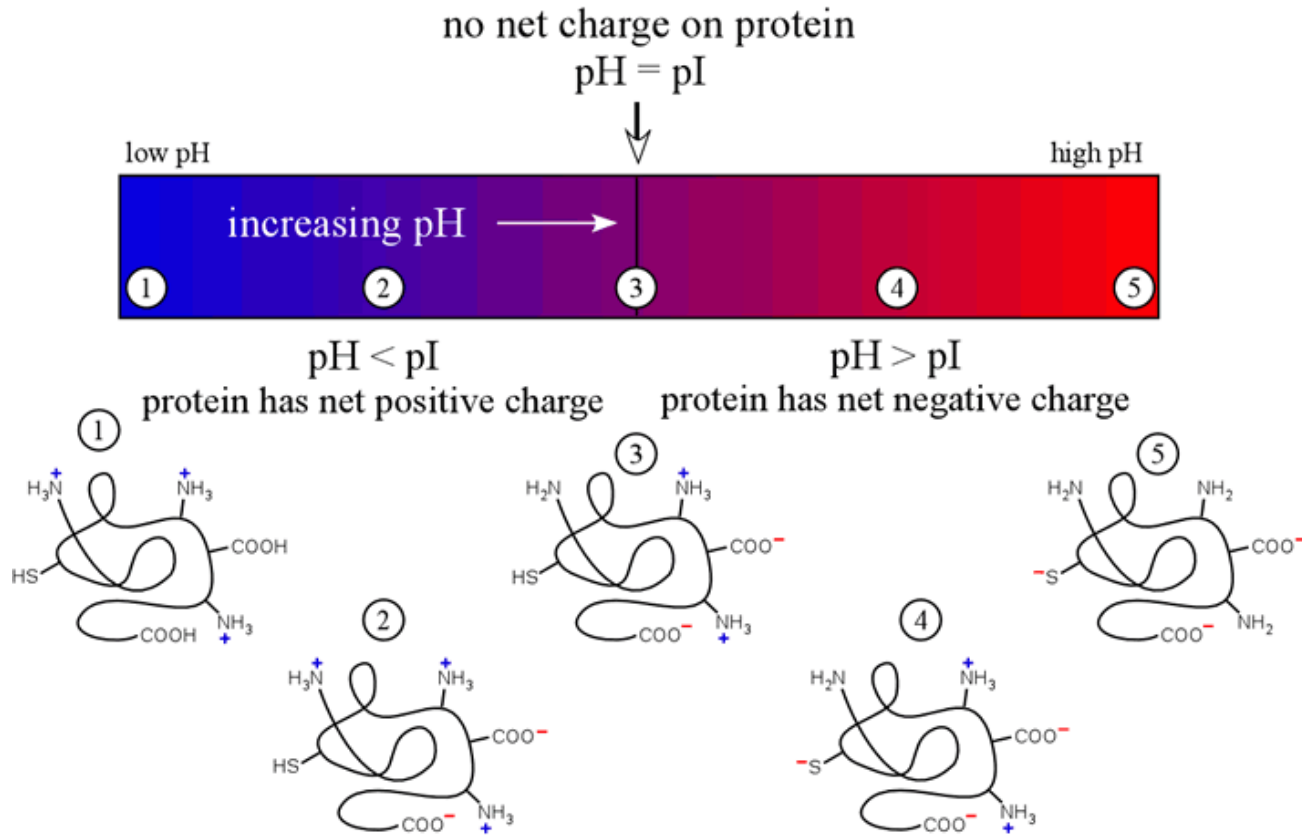 no net charge on protein
pH = pI
low pH
high pH
increasing pH
1
2
3
4
5
pH < pI
pH > pI
protein has net positive charge
protein has net negative charge
1
+
H₃N
+
NH₃
COOH
HS
NH₃
+
COOH
2
+
H₃N
+
NH₃
COO⁻
HS
NH₃
+
COO⁻
3
H₂N
+
NH₃
COO⁻
HS
NH₃
+
COO⁻
4
H₂N
+
NH₃
COO⁻
⁻S
NH₃
+
COO⁻
5
H₂N
NH₂
COO⁻
⁻S
NH₂
COO⁻